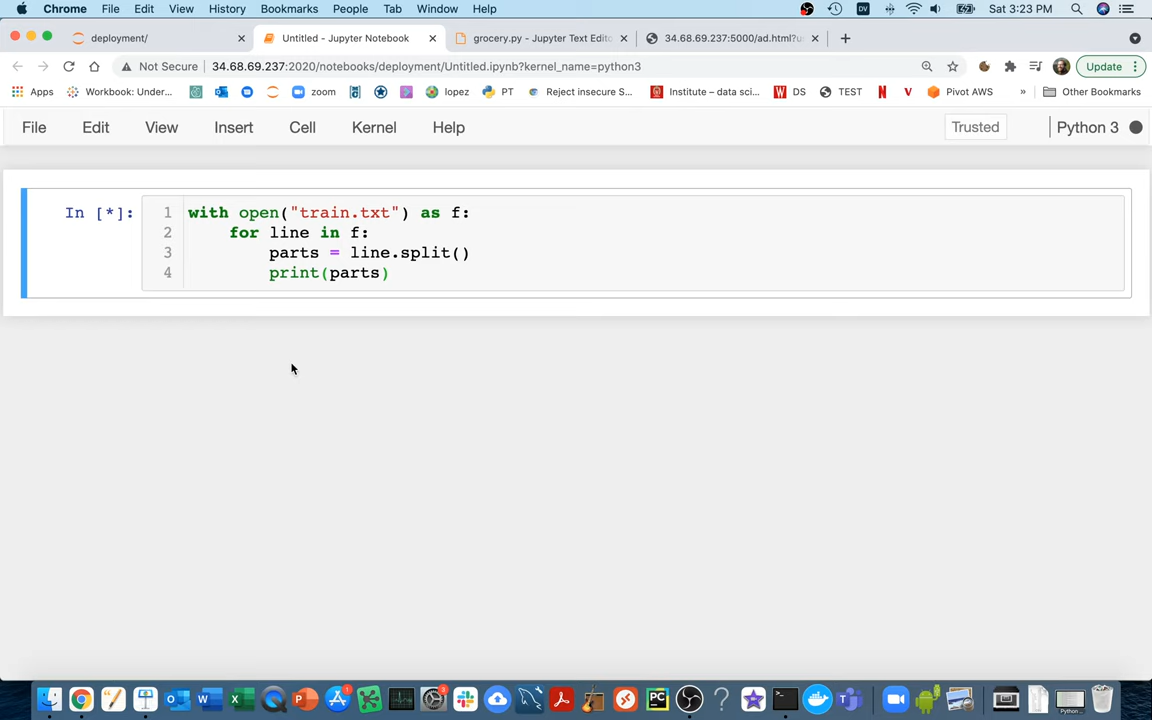 Chrome File Edit View History Bookmarks People Tab Window Help DV Sat 3:23 PM
deployment/ Untitled - Jupyter Notebook grocery.py - Jupyter Text Edito 34.68.69.237:5000/ad.html?u
Not Secure 34.68.69.237:2020/notebooks/deployment/Untitled.ipynb?kernel_name=python3 Update
Apps Workbook: Under... zoom lopez PT Reject insecure S... Institute – data sci... W DS TEST N V Pivot AWS » Other Bookmarks
File Edit View Insert Cell Kernel Help Trusted Python 3
In [*]: 1 with open("train.txt") as f:
2 for line in f:
3 parts = line.split()
4 print(parts)